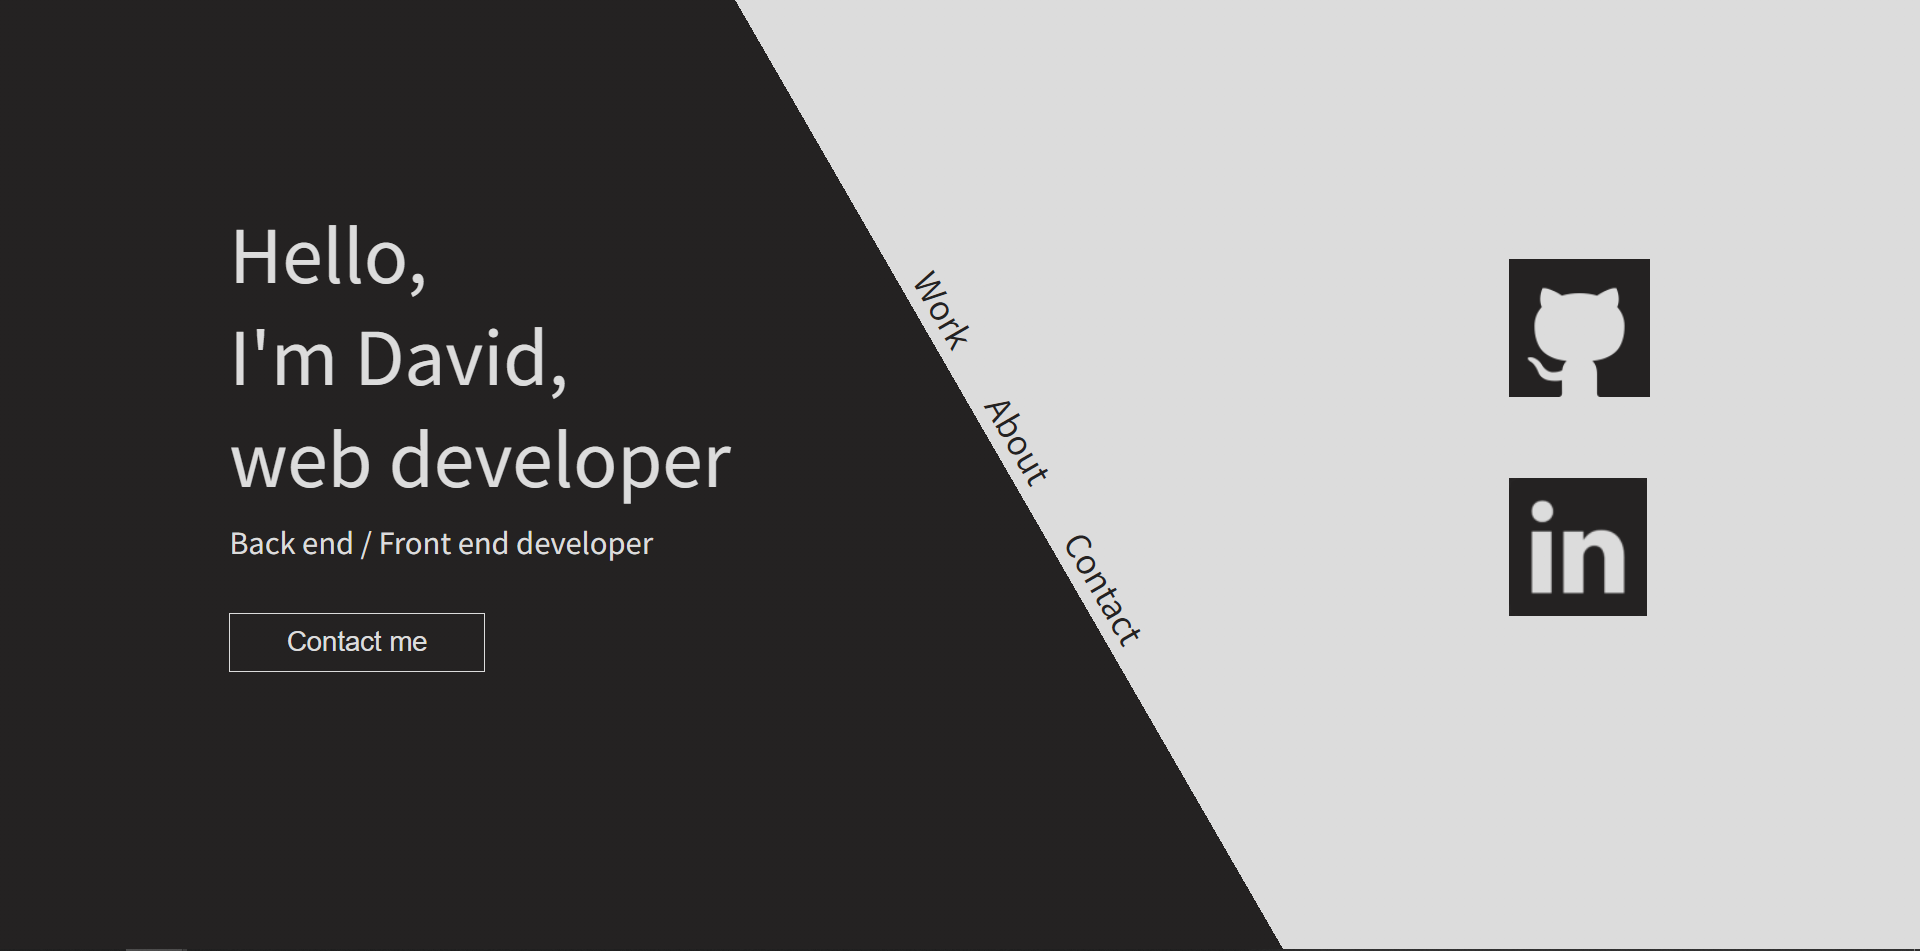 Hello,
I'm David,
web developer
Back end / Front end developer
Contact me
Work
About
Contact
in